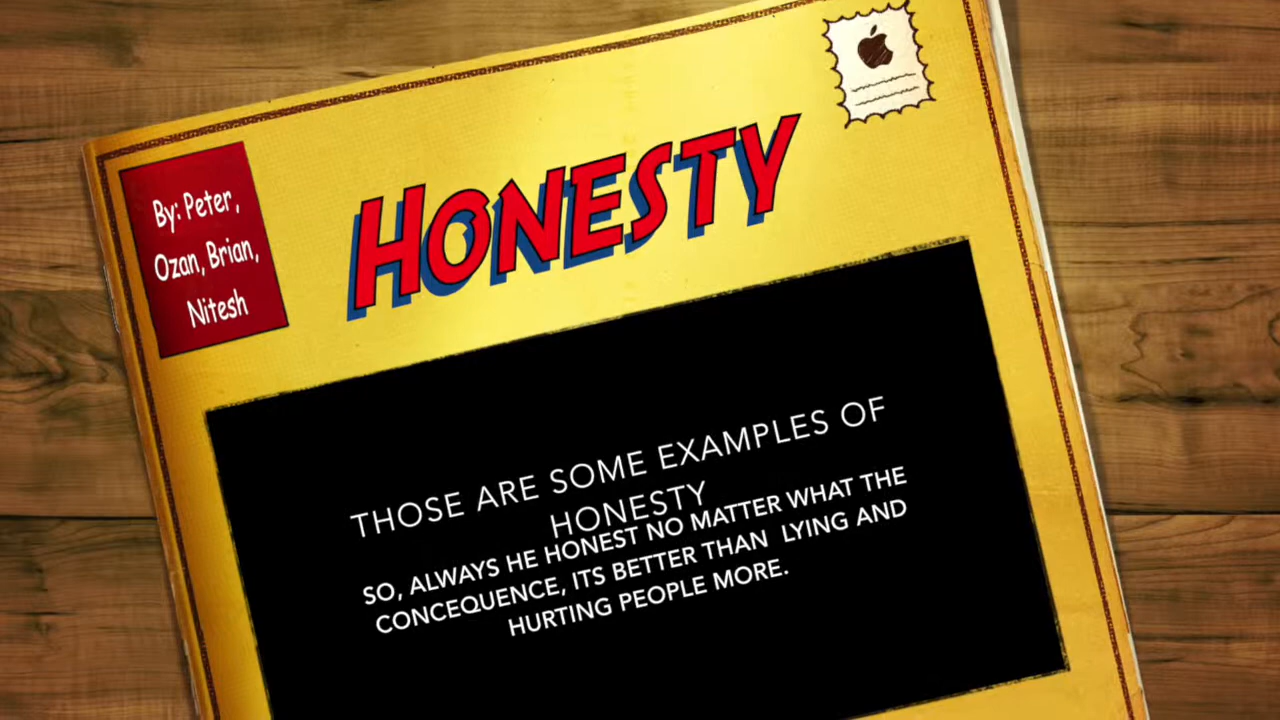 By: Peter,
Ozan, Brian,
Nitesh
HONESTY
THOSE ARE SOME EXAMPLES OF
HONESTY
SO, ALWAYS HE HONEST NO MATTER WHAT THE
CONCEQUENCE, ITS BETTER THAN LYING AND
HURTING PEOPLE MORE.